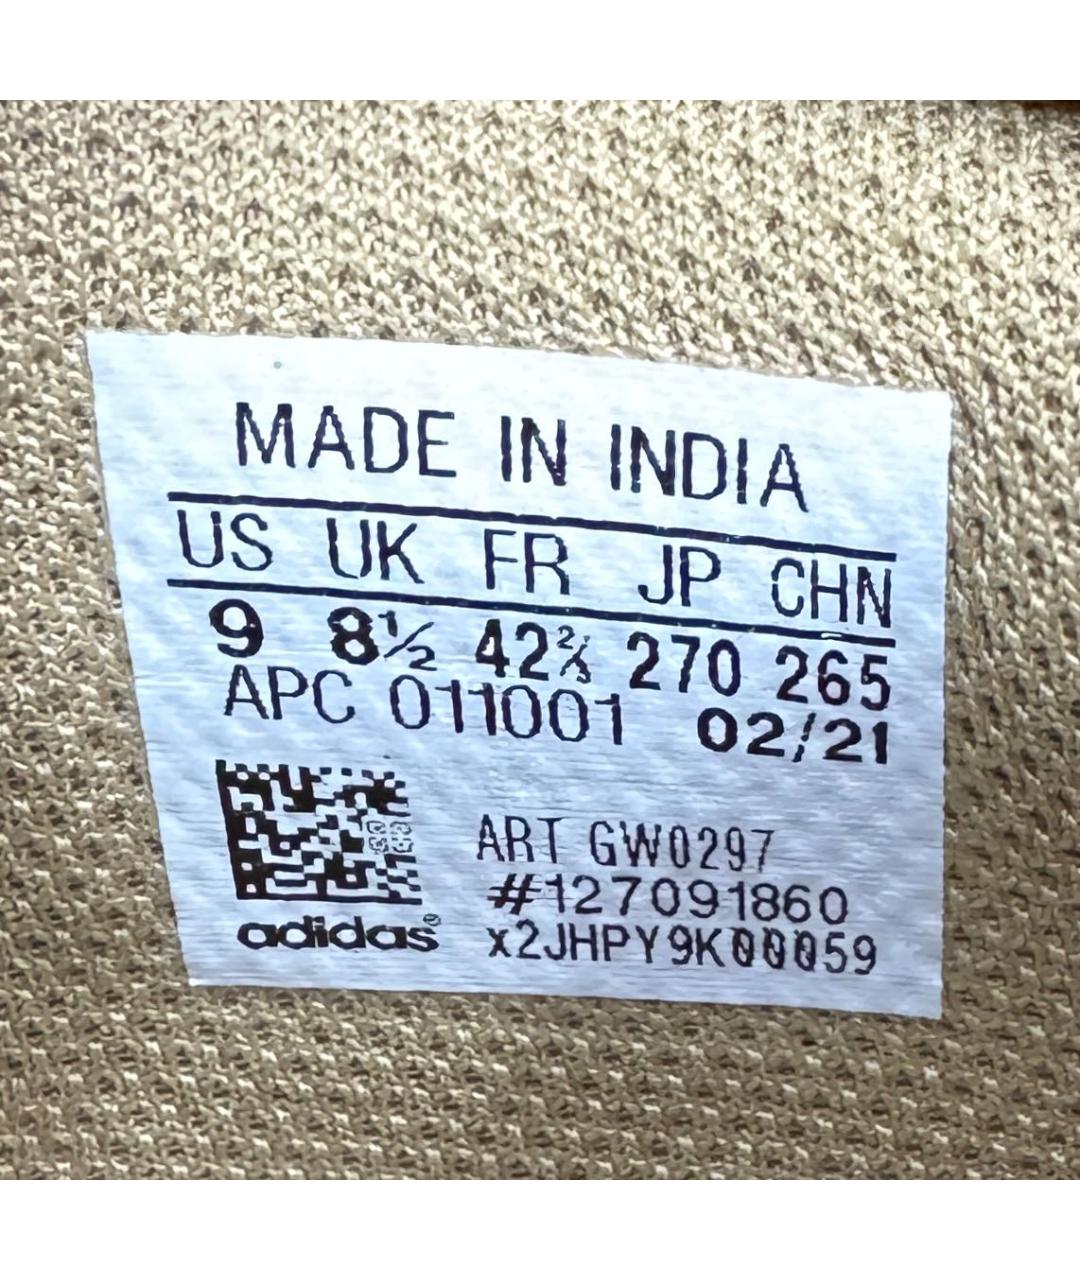 MADE IN INDIA
US UK FR JP CHN
9 8½ 42⅔ 270 265
APC 011001 02/21
ART GW0297
#127091860
adidas®
x2JHPY9K00059